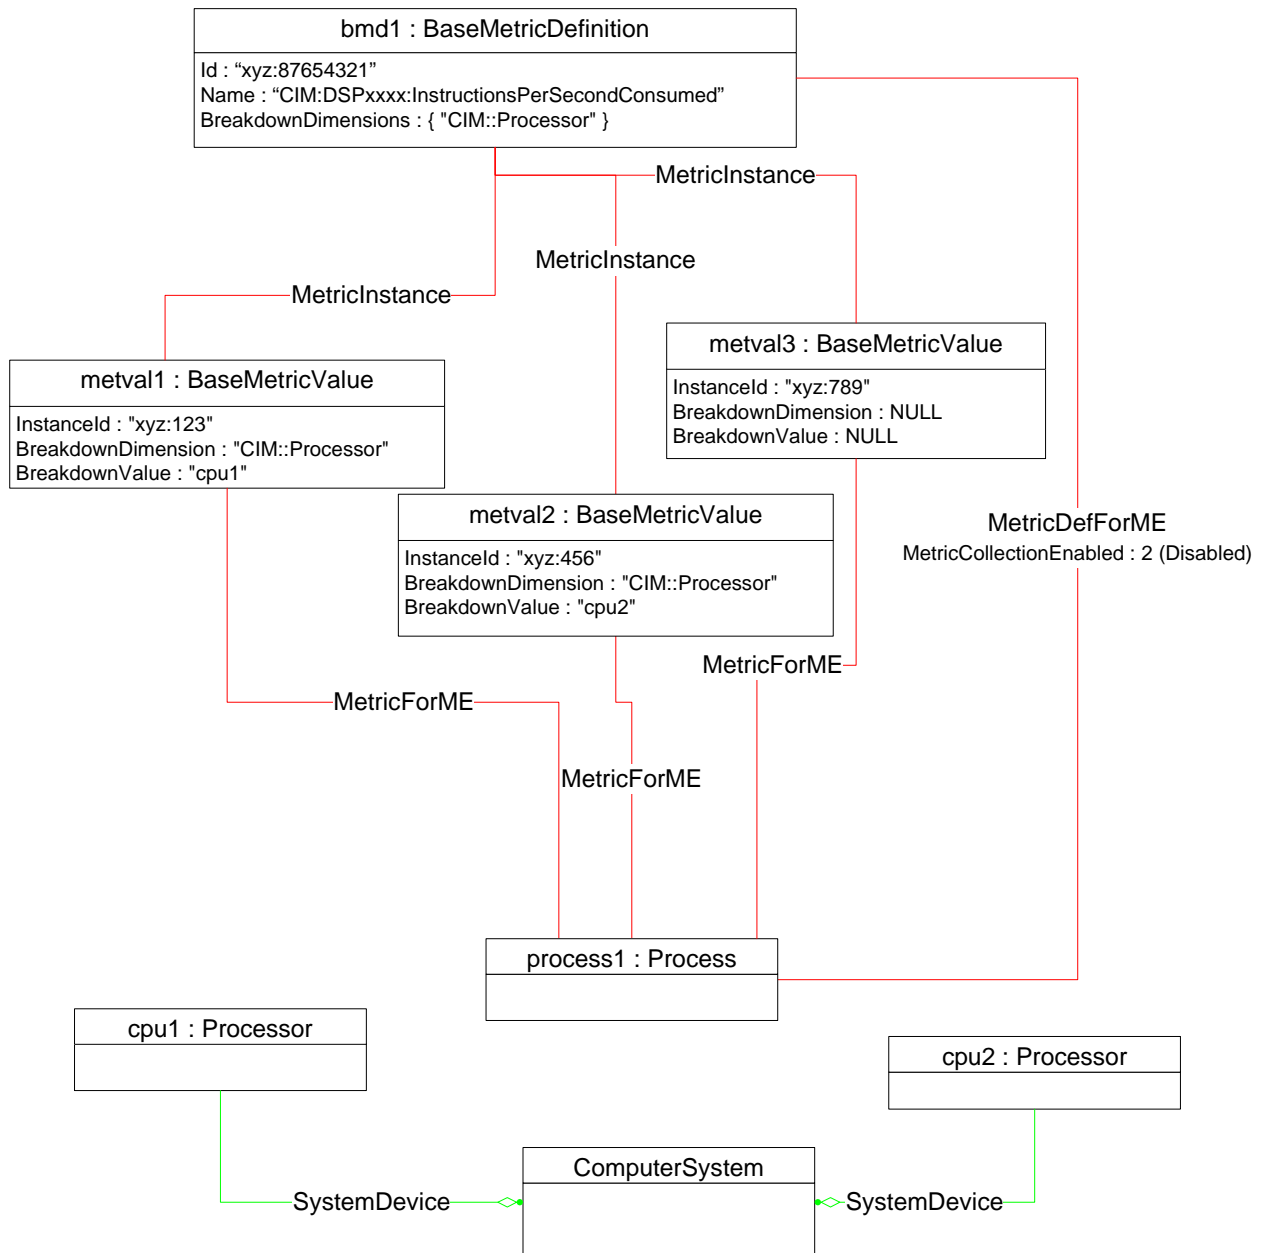 bmd1 : BaseMetricDefinition
Id : “xyz:87654321”
Name : “CIM:DSPxxxx:InstructionsPerSecondConsumed”
BreakdownDimensions : { "CIM::Processor" }
MetricInstance
MetricInstance
MetricInstance
metval3 : BaseMetricValue
InstanceId : "xyz:789"
BreakdownDimension : NULL
BreakdownValue : NULL
metval1 : BaseMetricValue
InstanceId : "xyz:123"
BreakdownDimension : "CIM::Processor"
BreakdownValue : "cpu1"
metval2 : BaseMetricValue
InstanceId : "xyz:456"
BreakdownDimension : "CIM::Processor"
BreakdownValue : "cpu2"
MetricDefForME
MetricCollectionEnabled : 2 (Disabled)
MetricForME
MetricForME
MetricForME
process1 : Process
cpu1 : Processor
cpu2 : Processor
ComputerSystem
SystemDevice
SystemDevice